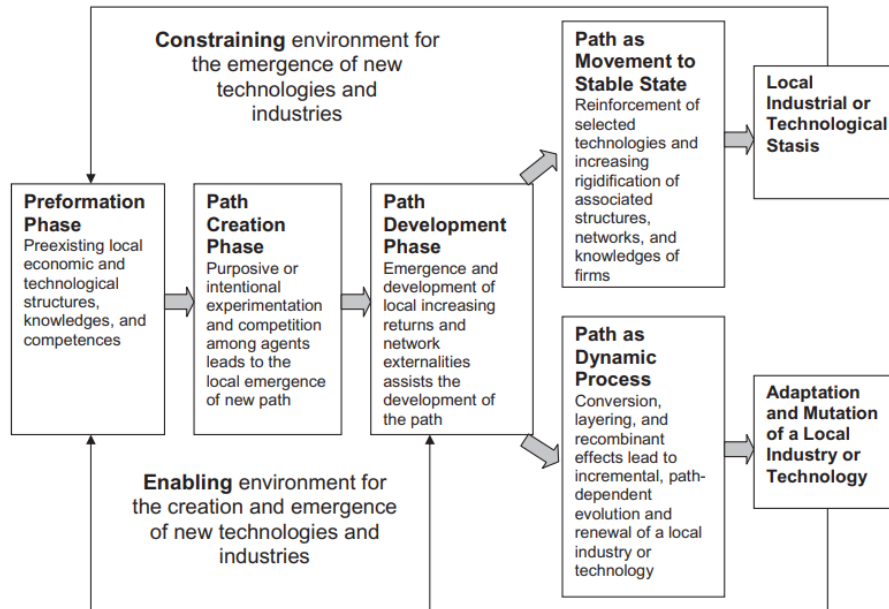 Constraining environment for
the emergence of new
technologies and
industries
Path as
Movement to
Stable State
Reinforcement of
selected
technologies and
increasing
rigidification of
associated
structures,
networks, and
knowledges of
firms
Local
Industrial or
Technological
Stasis
Preformation
Phase
Preexisting local
economic and
technological
structures,
knowledges, and
competences
Path
Creation
Phase
Purposive or
intentional
experimentation
and competition
among agents
leads to the
local emergence
of new path
Path
Development
Phase
Emergence and
development of
local increasing
returns and
network
externalities
assists the
development of
the path
Path as
Dynamic
Process
Conversion,
layering, and
recombinant
effects lead to
incremental, path-
dependent
evolution and
renewal of a local
industry or
technology
Adaptation
and Mutation
of a Local
Industry or
Technology
Enabling environment for
the creation and emergence
of new technologies and
industries